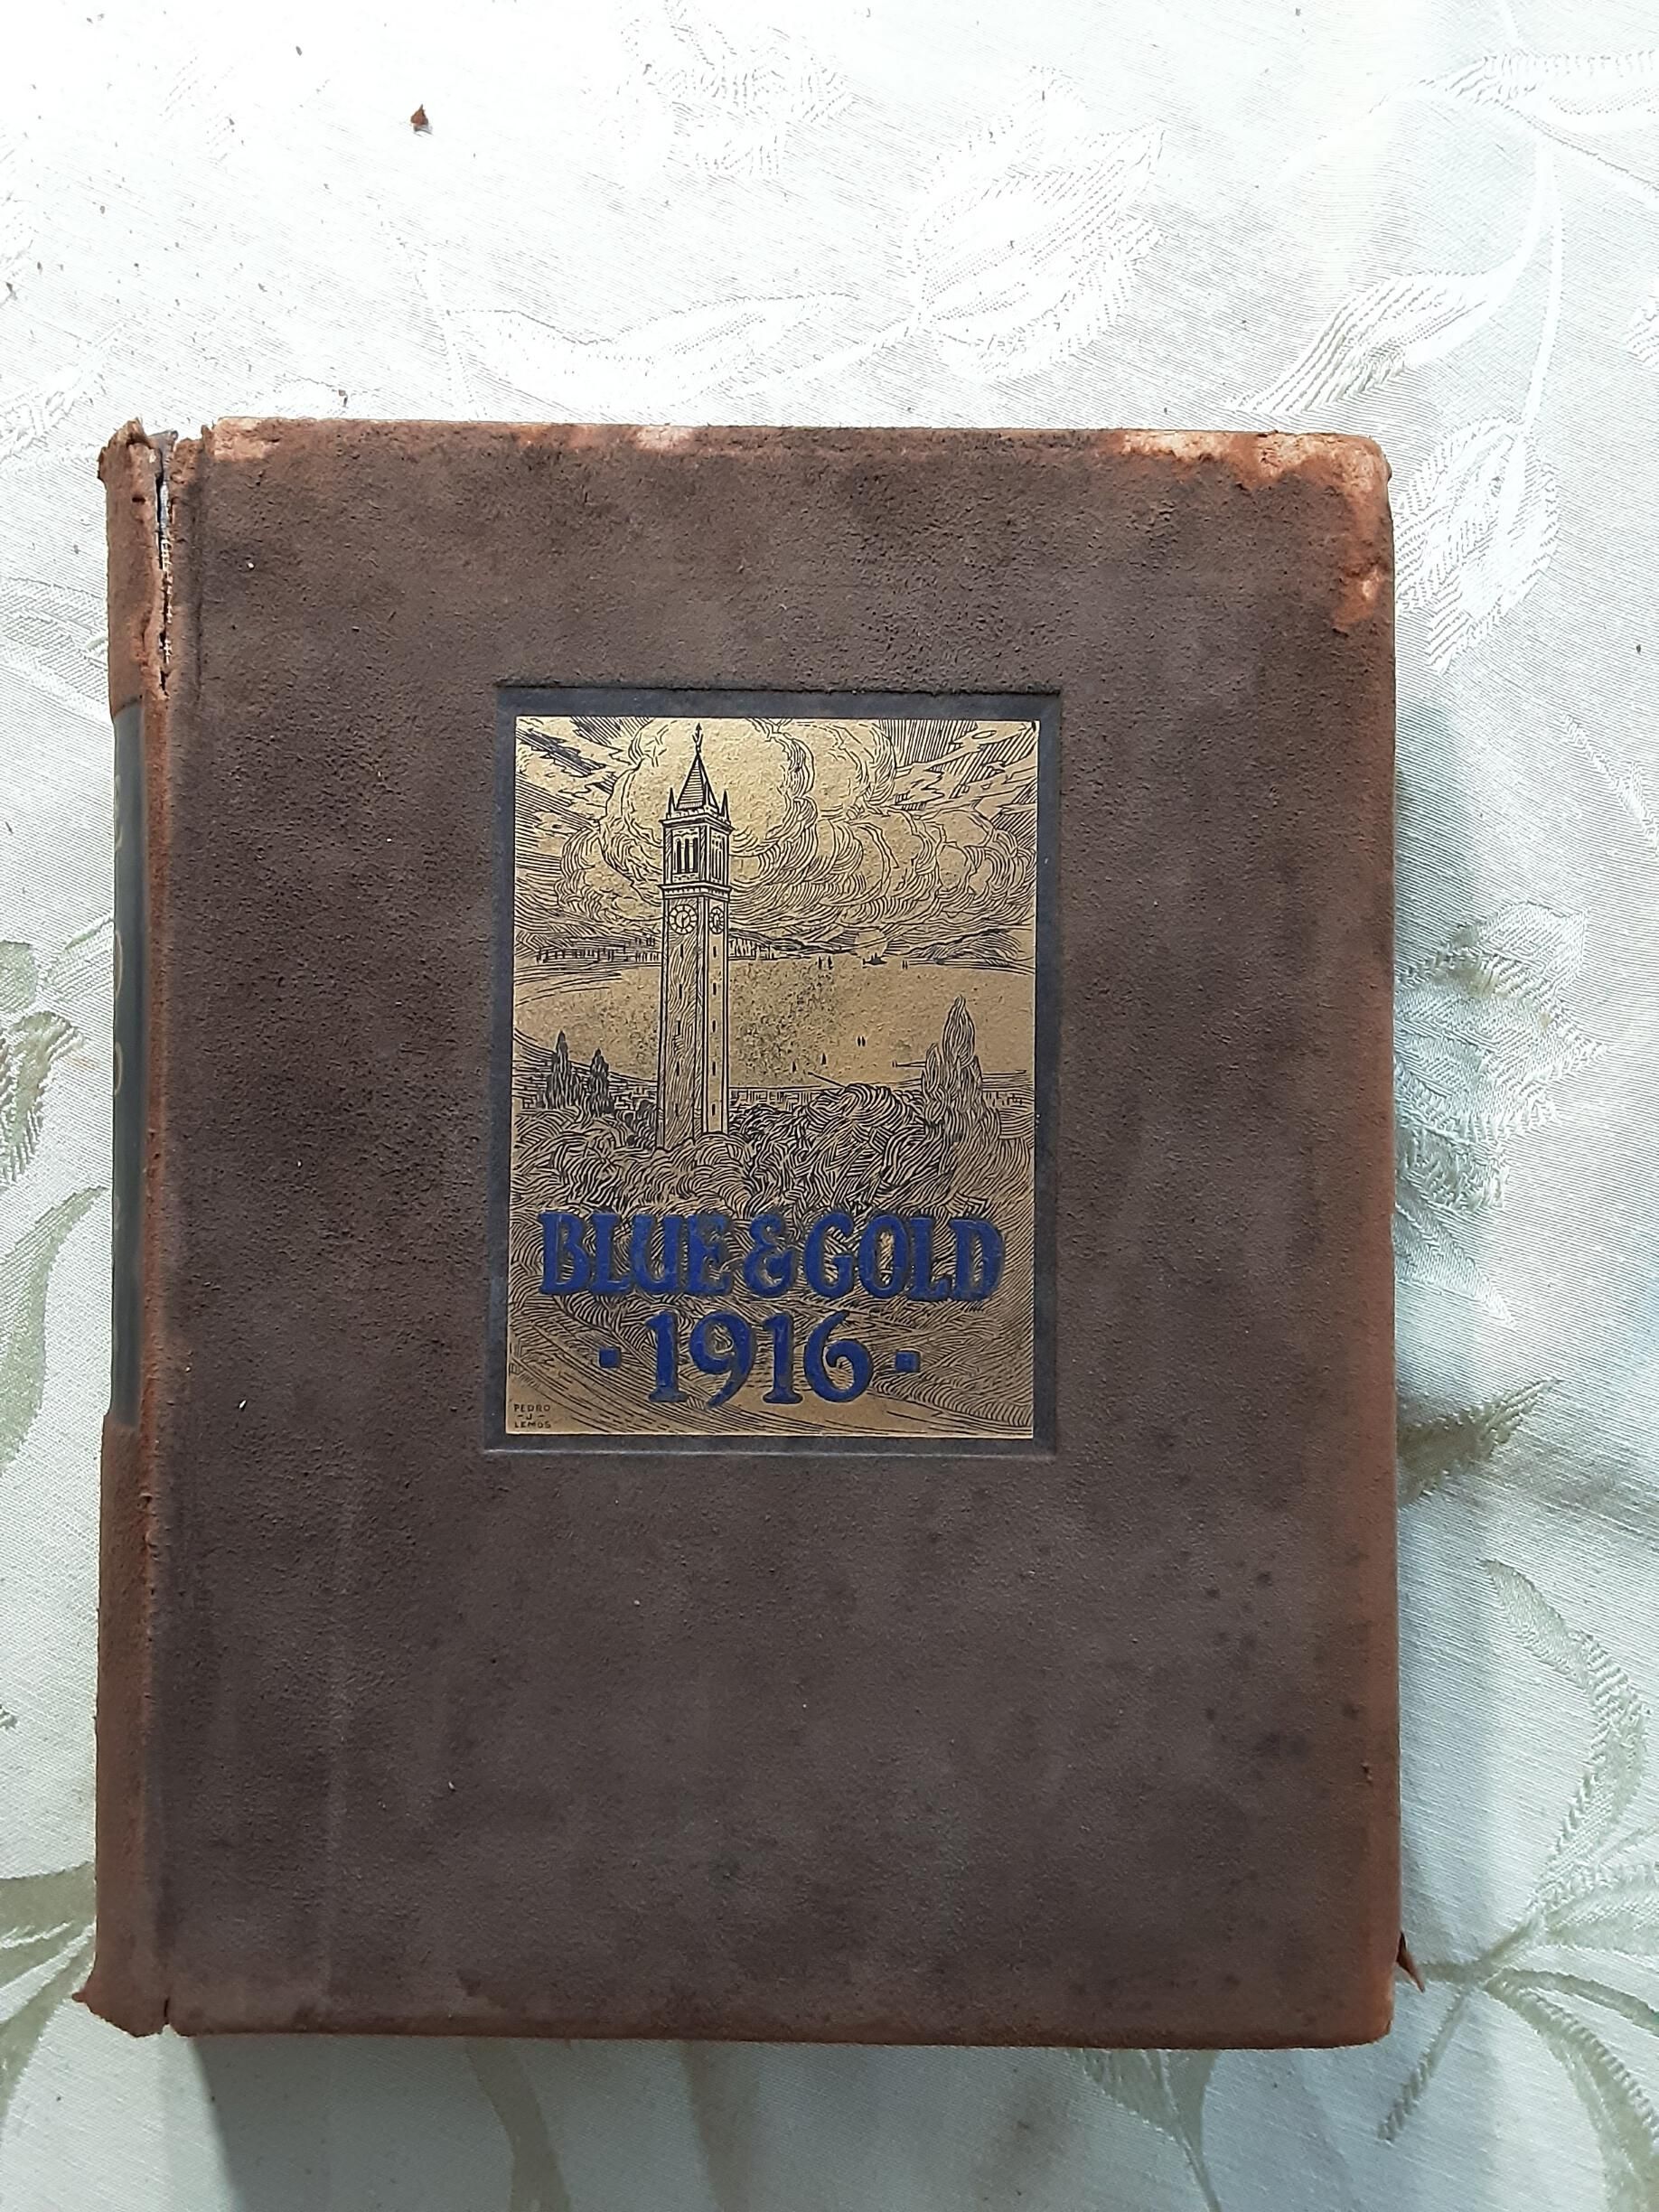 BLUE & GOLD
· 1916 ·
PEDRO
- J -
LEMOS